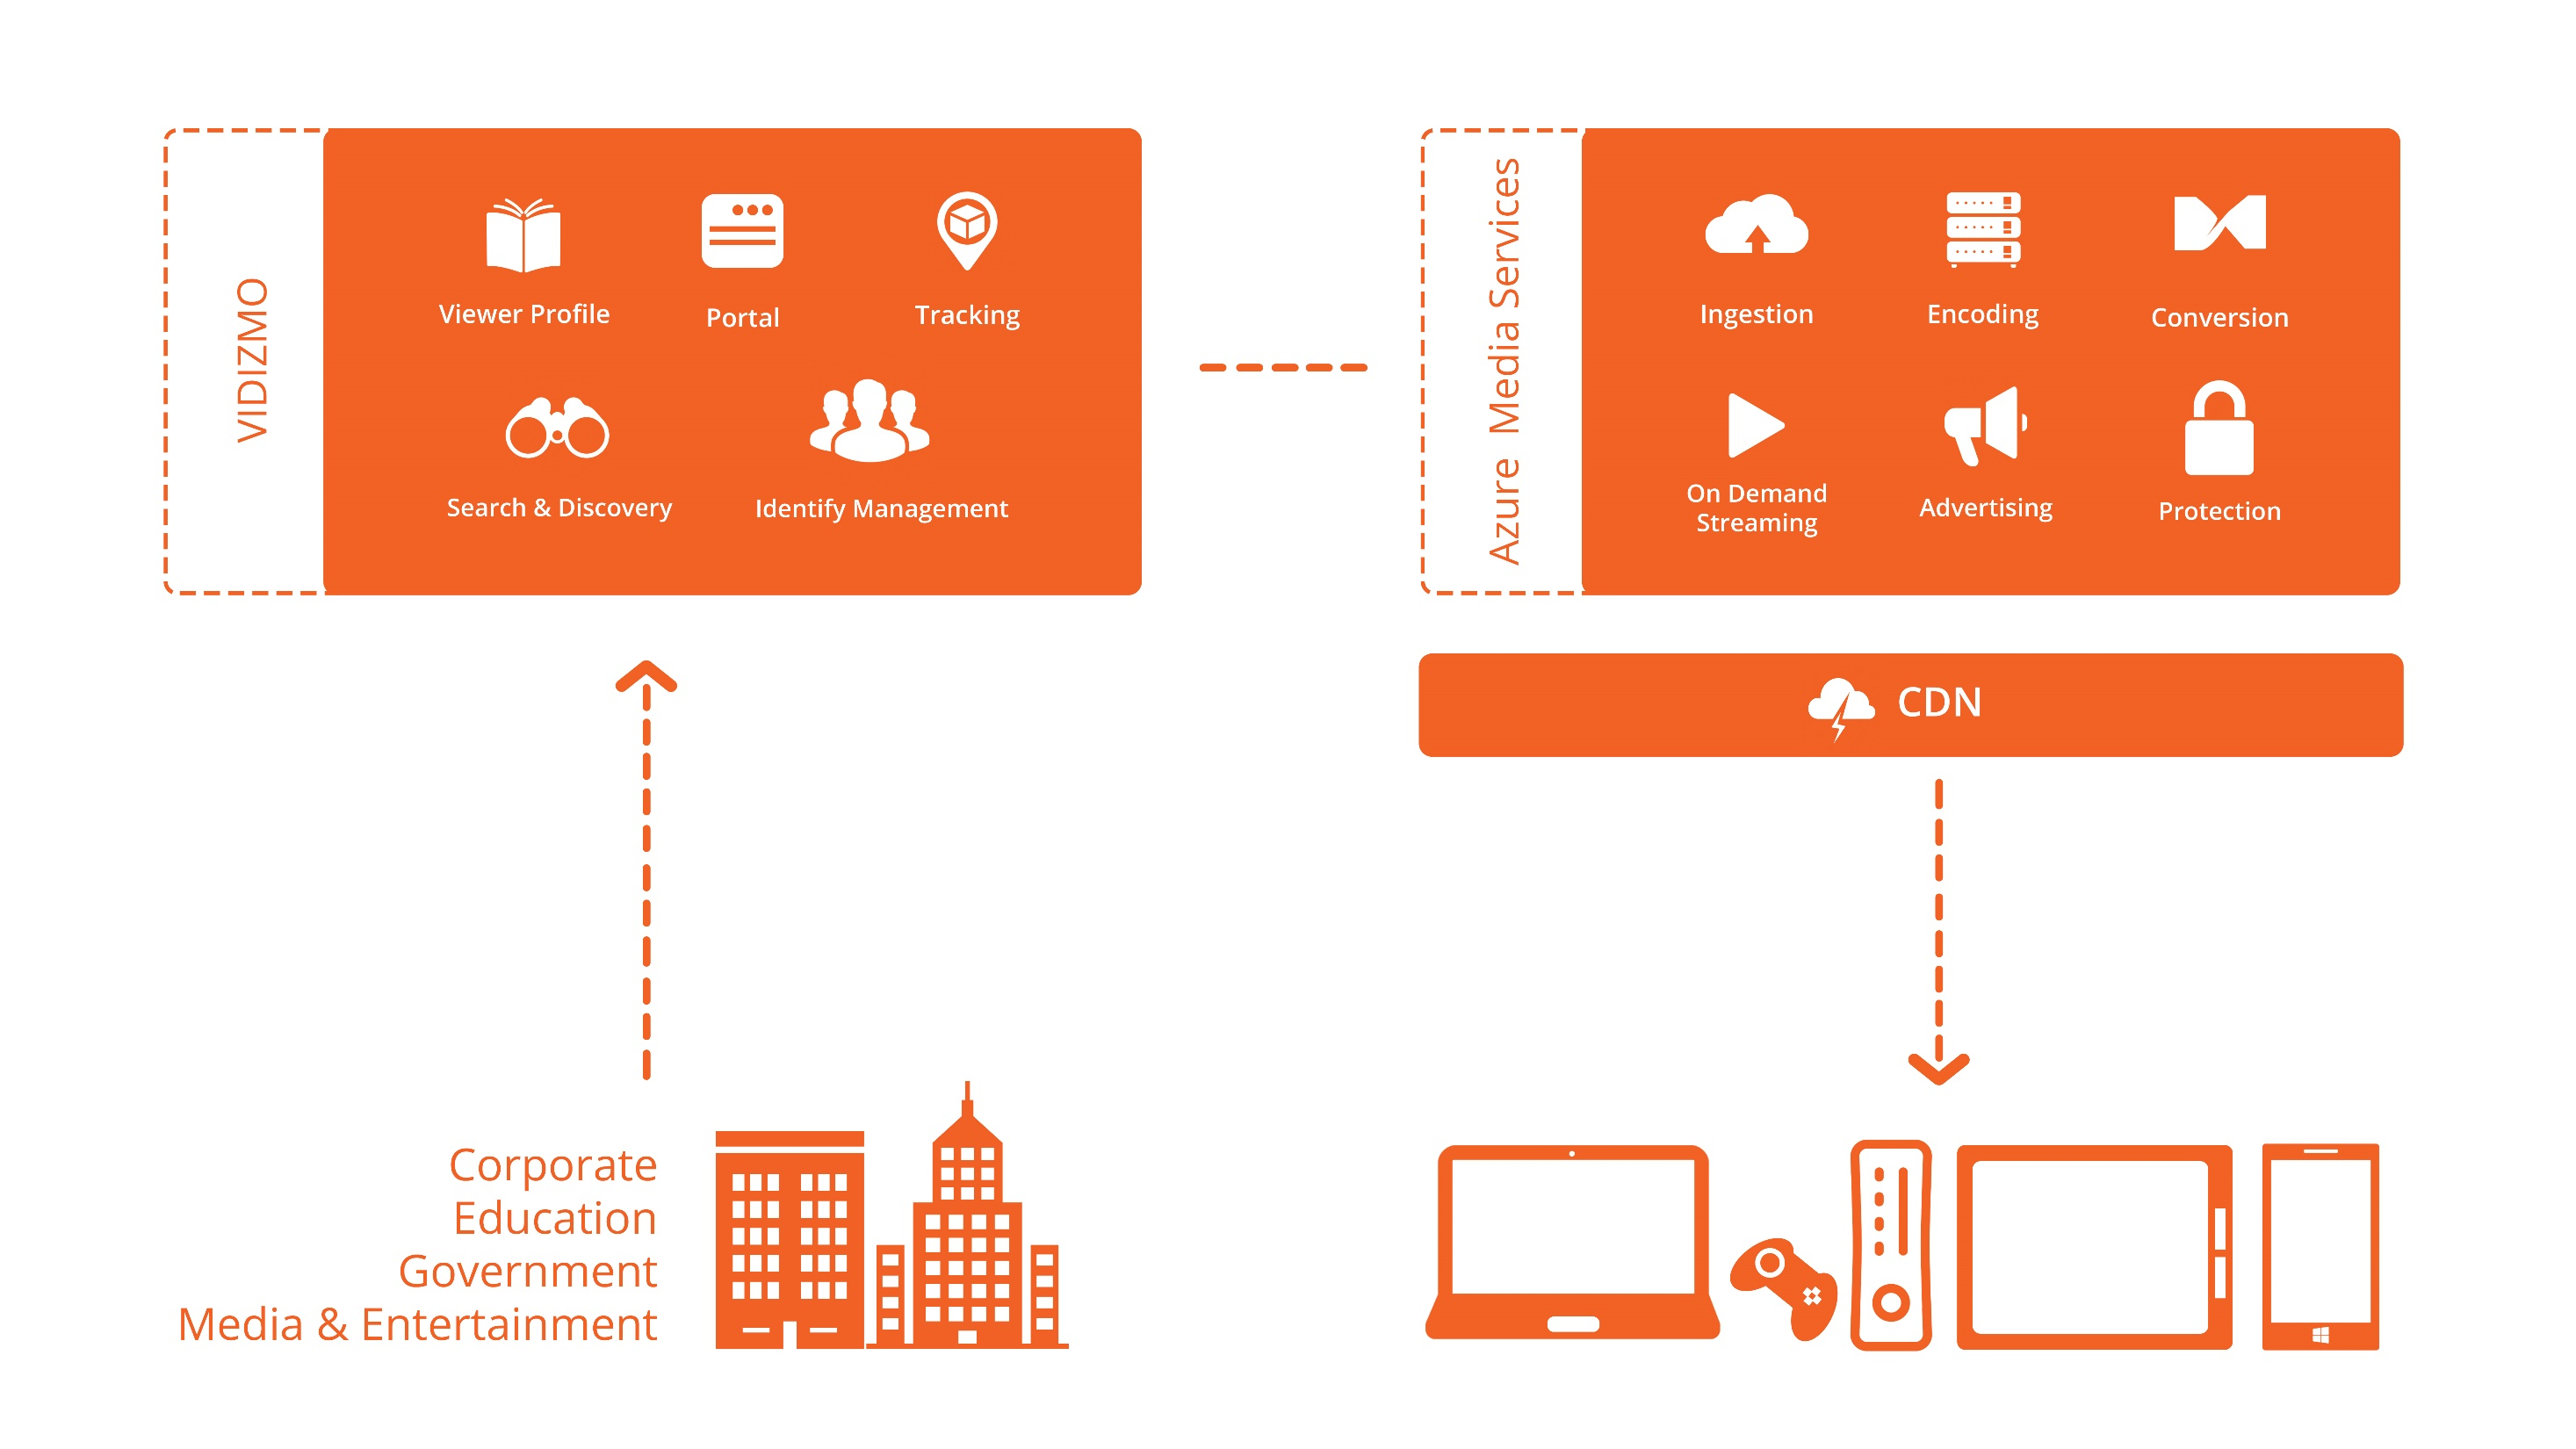 VIDIZMO
Viewer Profile
Portal
Tracking
Search & Discovery
Identify Management
Azure Media Services
Ingestion
Encoding
Conversion
On Demand
Streaming
Advertising
Protection
CDN
Corporate
Education
Government
Media & Entertainment